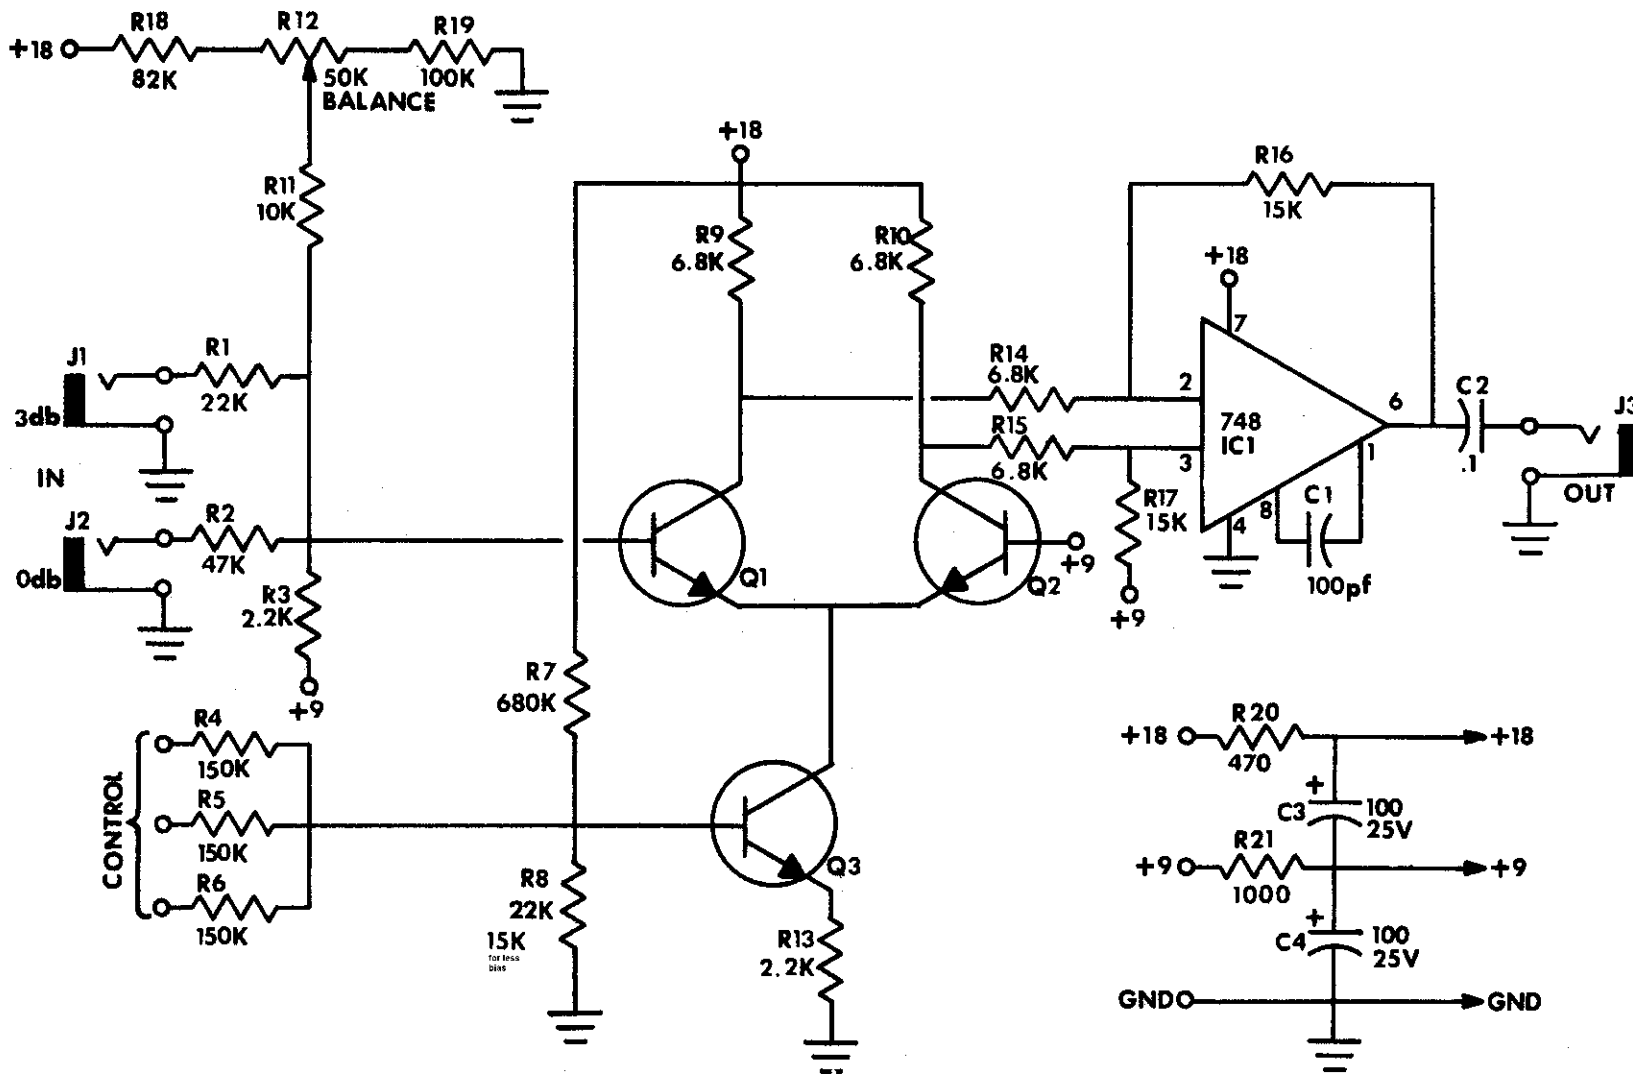 +18
R18
82K
R12
50K
BALANCE
R19
100K
R11
10K
J1
3db
R1
22K
IN
J2
0db
R2
47K
R3
2.2K
+9
CONTROL
R4
150K
R5
150K
R6
150K
+18
R9
6.8K
R10
6.8K
R7
680K
R8
22K
15K
for less
bias
Q1
Q2
+9
Q3
R13
2.2K
R14
6.8K
R15
6.8K
R16
15K
R17
15K
+9
+18
7
2
748
IC1
3
4
8
1
6
C1
100pf
C2
.1
J3
OUT
+18
R20
470
+18
+
C3
100
25V
+9
R21
1000
+9
+
C4
100
25V
GND
GND